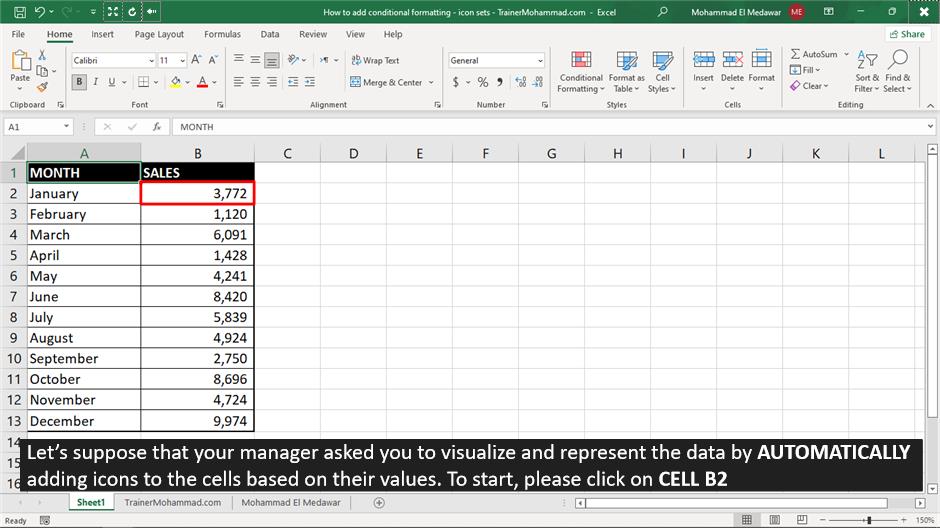 How to add conditional formatting - icon sets - TrainerMohammad.com - Excel
Mohammad El Medawar ME
File Home Insert Page Layout Formulas Data Review View Help Share
Calibri 11 Wrap Text General AutoSum
Paste B I U Merge & Center $ % Conditional Formatting Format as Table Cell Styles Insert Delete Format Fill Clear Sort & Filter Find & Select
Clipboard Font Alignment Number Styles Cells Editing
A1 fx MONTH
A B C D E F G H I J K L
1 MONTH SALES
2 January 3,772
3 February 1,120
4 March 6,091
5 April 1,428
6 May 4,241
7 June 8,420
8 July 5,839
9 August 4,924
10 September 2,750
11 October 8,696
12 November 4,724
13 December 9,974
14
Let's suppose that your manager asked you to visualize and represent the data by AUTOMATICALLY
15
adding icons to the cells based on their values. To start, please click on CELL B2
16
Sheet1 TrainerMohammad.com Mohammad El Medawar
Ready 150%